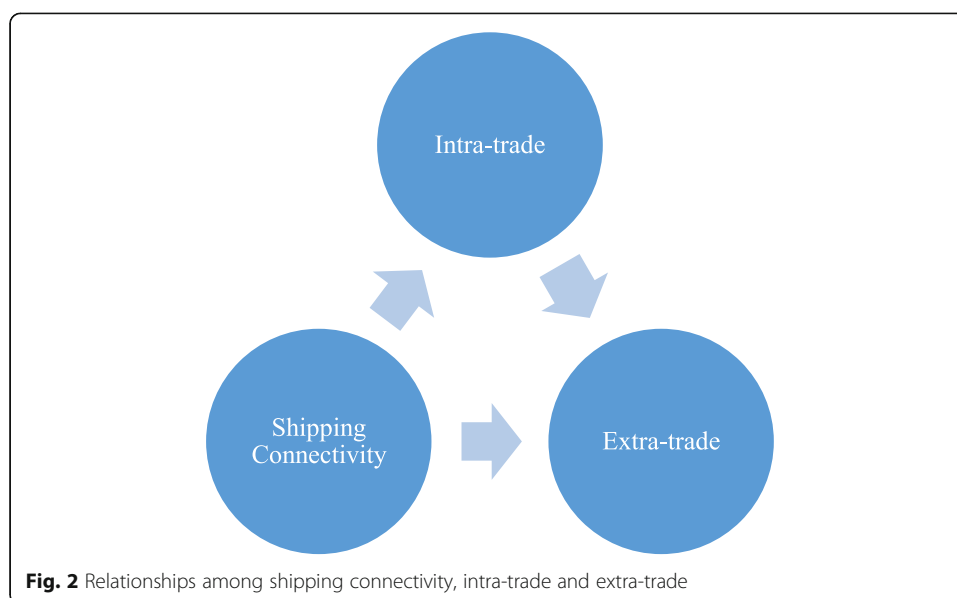 Intra-trade
Shipping
Connectivity
Extra-trade
Fig. 2 Relationships among shipping connectivity, intra-trade and extra-trade